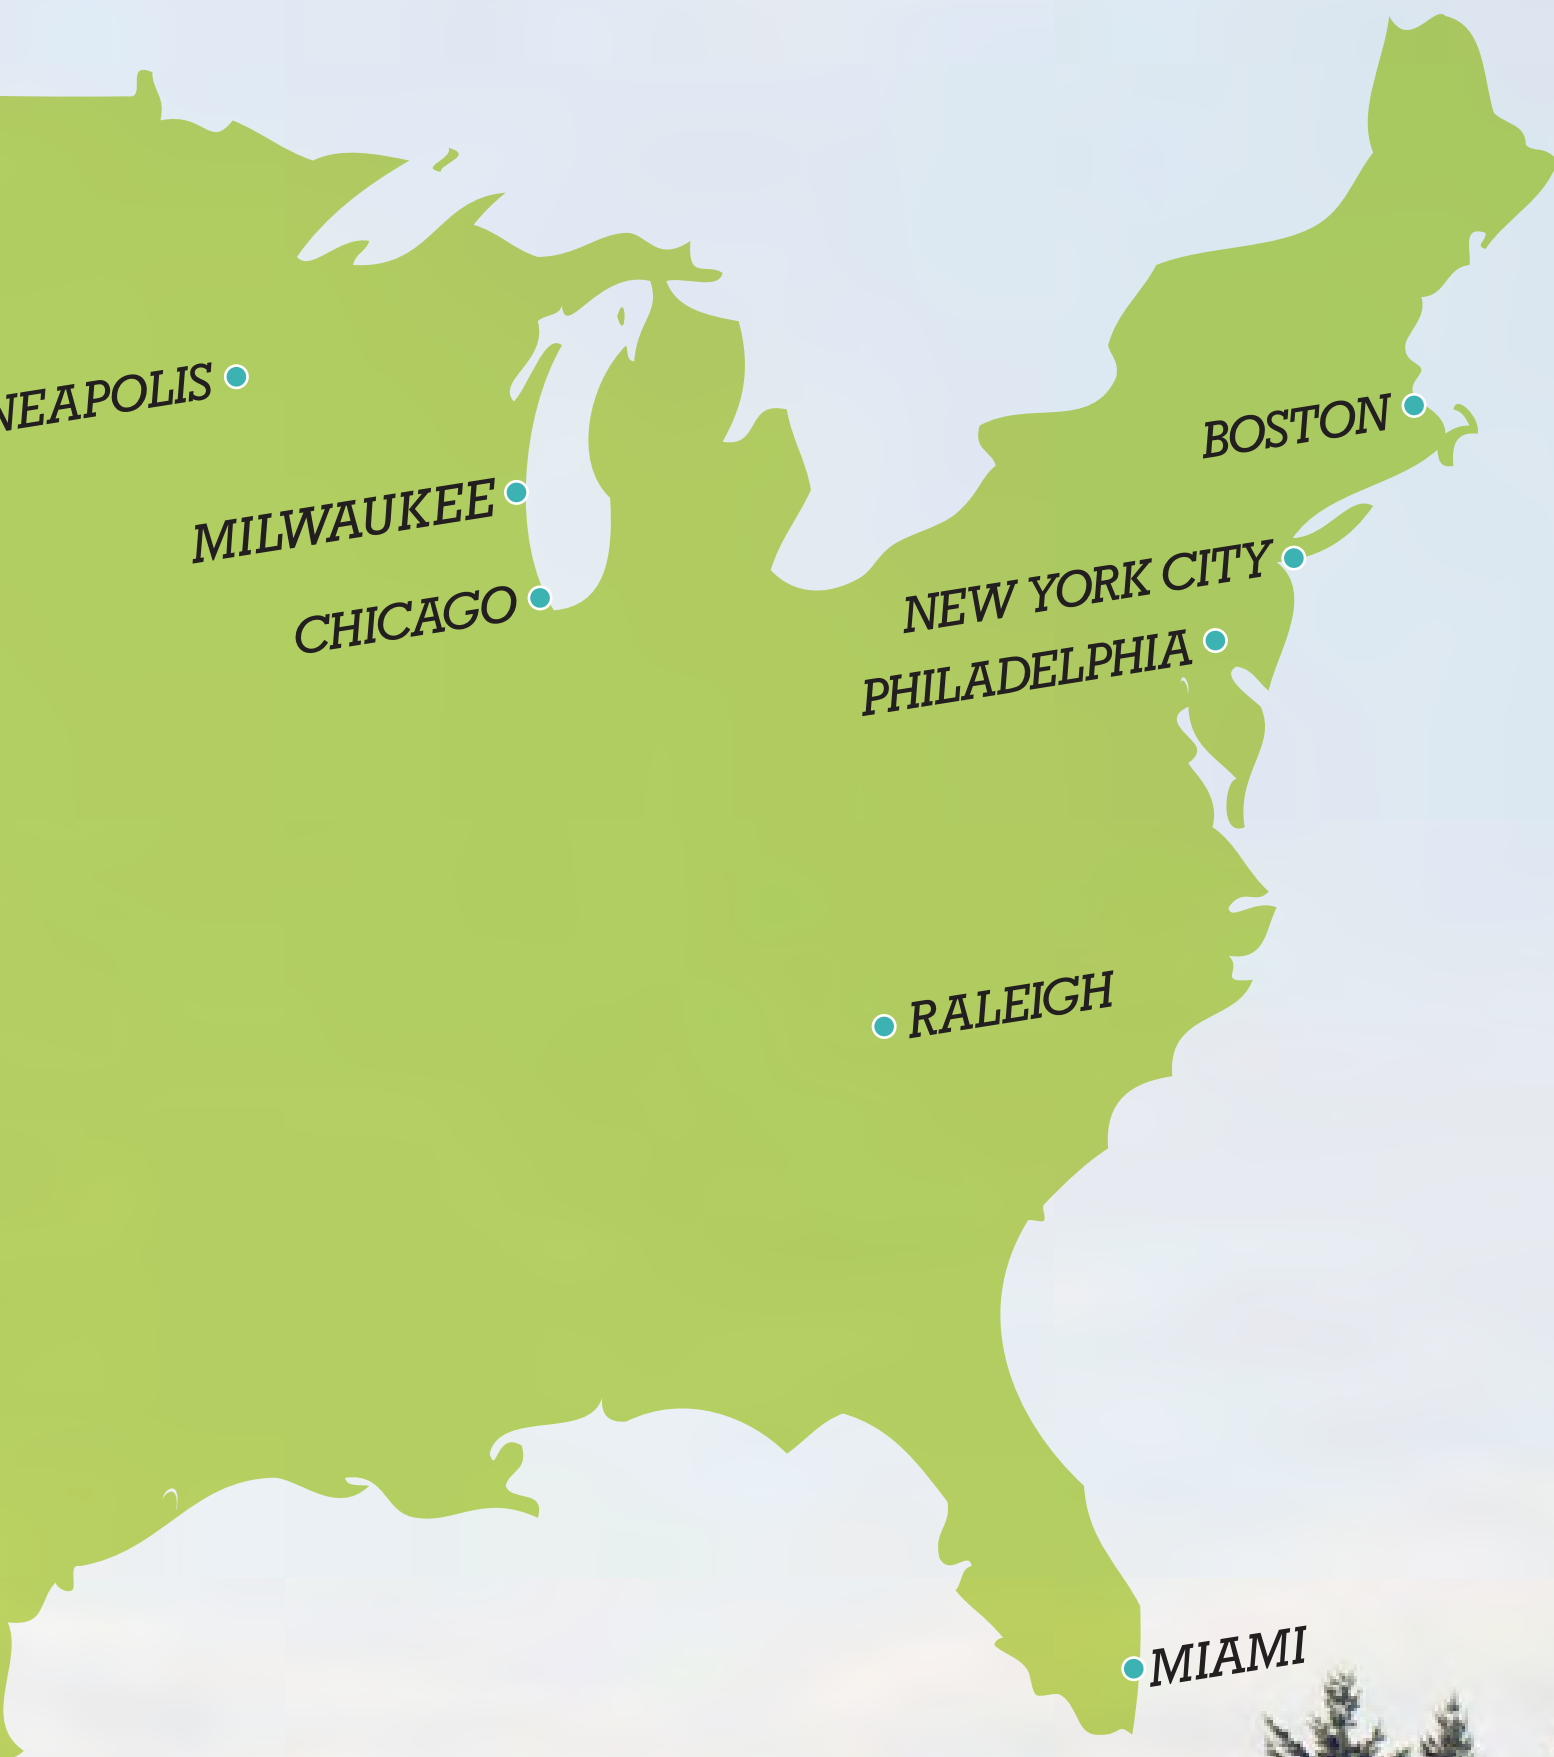 NEAPOLIS
BOSTON
MILWAUKEE
NEW YORK CITY
CHICAGO
PHILADELPHIA
RALEIGH
MIAMI